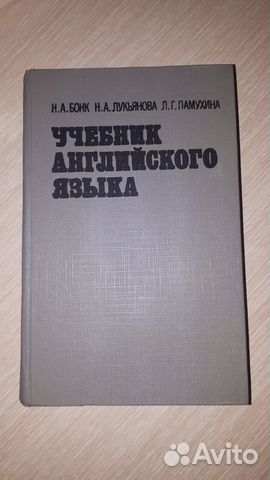 Н.А.БОНК Н.А.ЛУКЬЯНОВА Л.Г.ПАМУХИНА
УЧЕБНИК
АНГЛИЙСКОГО
ЯЗЫКА
Avito